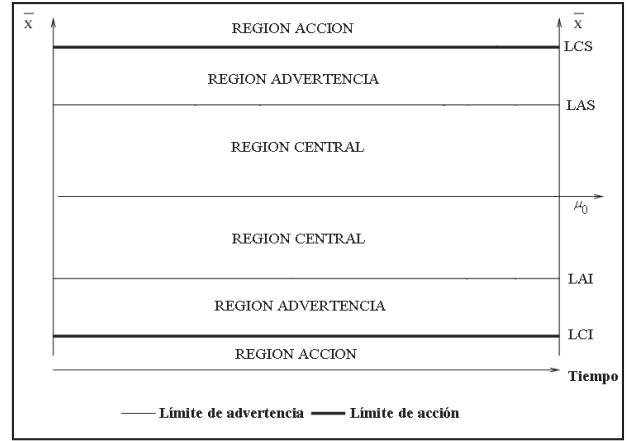 x̅
x̅
REGION ACCION
LCS
REGION ADVERTENCIA
LAS
REGION CENTRAL
μ0
REGION CENTRAL
LAI
REGION ADVERTENCIA
LCI
REGION ACCION
Tiempo
Límite de advertencia
Límite de acción